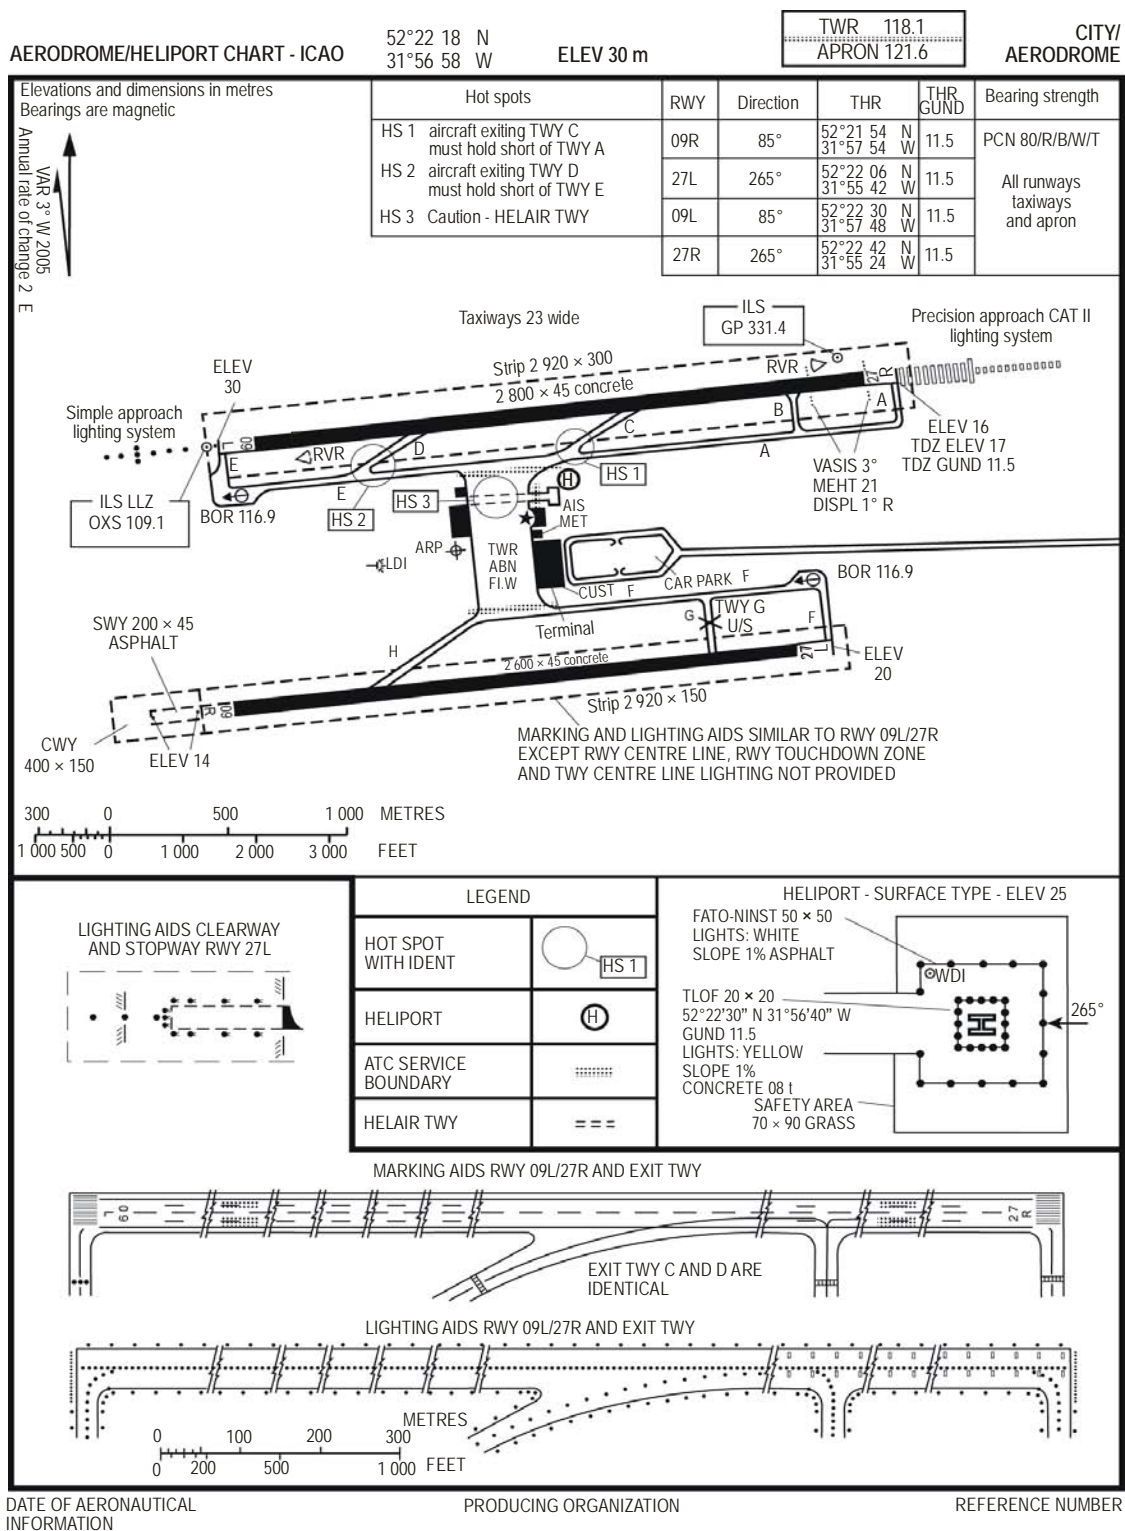 AERODROME/HELIPORT CHART - ICAO
52°22 18 N
31°56 58 W
ELEV 30 m
TWR 118.1
APRON 121.6
CITY/
AERODROME
Elevations and dimensions in metres
Bearings are magnetic
VAR 3° W 2005
Annual rate of change 2 E
Hot spots
HS 1 aircraft exiting TWY C
must hold short of TWY A
HS 2 aircraft exiting TWY D
must hold short of TWY E
HS 3 Caution - HELAIR TWY
RWY Direction THR THR
GUND
Bearing strength
09R 85° 52°21 54 N
31°57 54 W 11.5
27L 265° 52°22 06 N
31°55 42 W 11.5
09L 85° 52°22 30 N
31°57 48 W 11.5
27R 265° 52°22 42 N
31°55 24 W 11.5
PCN 80/R/B/W/T
All runways
taxiways
and apron
Taxiways 23 wide
ILS
GP 331.4
Precision approach CAT II
lighting system
ELEV
30
Strip 2 920 × 300
2 800 × 45 concrete
RVR
27
R
Simple approach
lighting system
L
09
RVR
D
C
B
A
A
E
E
ELEV 16
TDZ ELEV 17
TDZ GUND 11.5
VASIS 3°
MEHT 21
DISPL 1° R
HS 1
H
HS 3
HS 2
ILS LLZ
OXS 109.1
BOR 116.9
AIS
MET
ARP
LDI
TWR
ABN
FI.W
CUST
CAR PARK
F
F
BOR 116.9
Terminal
G
TWY G
U/S
F
SWY 200 × 45
ASPHALT
H
2 600 × 45 concrete
27
L
ELEV
20
R
09
Strip 2 920 × 150
CWY
400 × 150
ELEV 14
MARKING AND LIGHTING AIDS SIMILAR TO RWY 09L/27R
EXCEPT RWY CENTRE LINE, RWY TOUCHDOWN ZONE
AND TWY CENTRE LINE LIGHTING NOT PROVIDED
300 0 500 1 000 METRES
1 000 500 0 1 000 2 000 3 000 FEET
LIGHTING AIDS CLEARWAY
AND STOPWAY RWY 27L
LEGEND
HOT SPOT
WITH IDENT
HS 1
HELIPORT
H
ATC SERVICE
BOUNDARY
HELAIR TWY
HELIPORT - SURFACE TYPE - ELEV 25
FATO-NINST 50 × 50
LIGHTS: WHITE
SLOPE 1% ASPHALT
WDI
TLOF 20 × 20
52°22'30" N 31°56'40" W
GUND 11.5
LIGHTS: YELLOW
SLOPE 1%
CONCRETE 08 t
SAFETY AREA
70 × 90 GRASS
H
265°
MARKING AIDS RWY 09L/27R AND EXIT TWY
L
09
27
R
EXIT TWY C AND D ARE
IDENTICAL
LIGHTING AIDS RWY 09L/27R AND EXIT TWY
METRES
0 100 200 300
0 200 500 1 000 FEET
DATE OF AERONAUTICAL
INFORMATION
PRODUCING ORGANIZATION
REFERENCE NUMBER